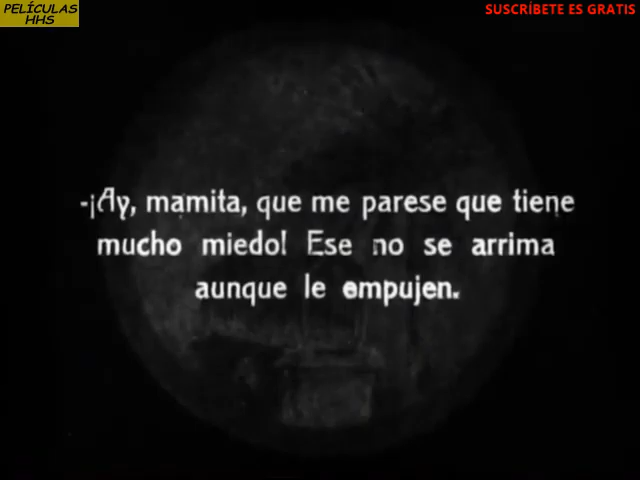 PELÍCULAS
HHS
SUSCRÍBETE ES GRATIS
-¡Ay, mamita, que me parese que tiene
mucho miedo! Ese no se arrima
aunque le empujen.